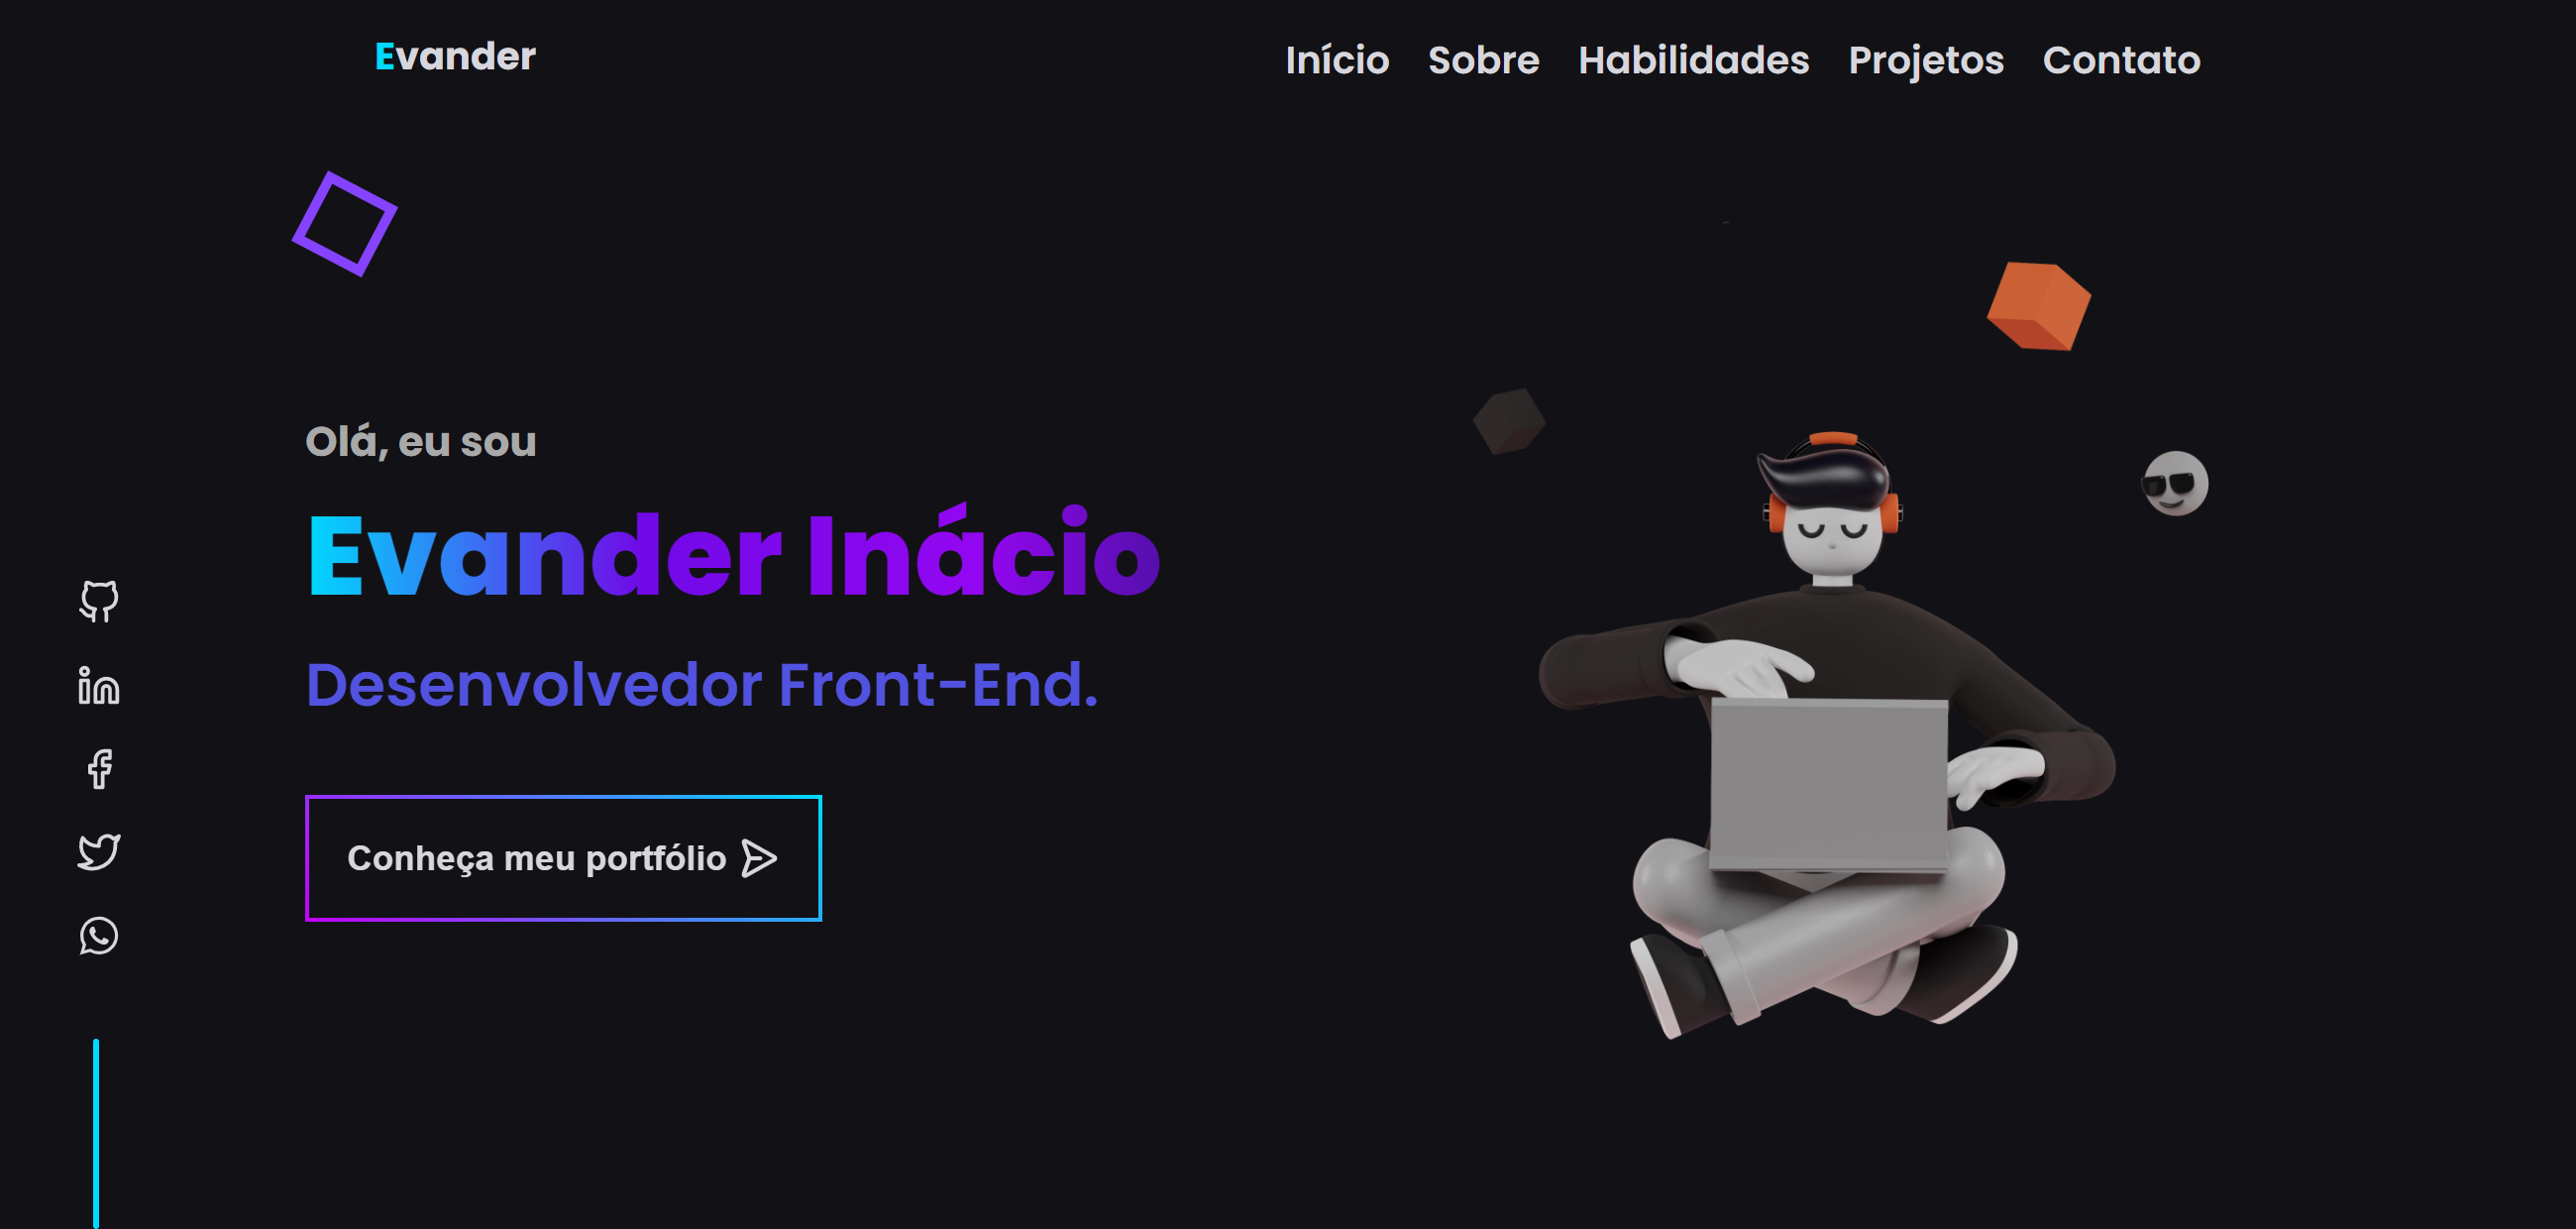 Evander
Início Sobre Habilidades Projetos Contato
Olá, eu sou
Evander Inácio
Desenvolvedor Front-End.
Conheça meu portfólio